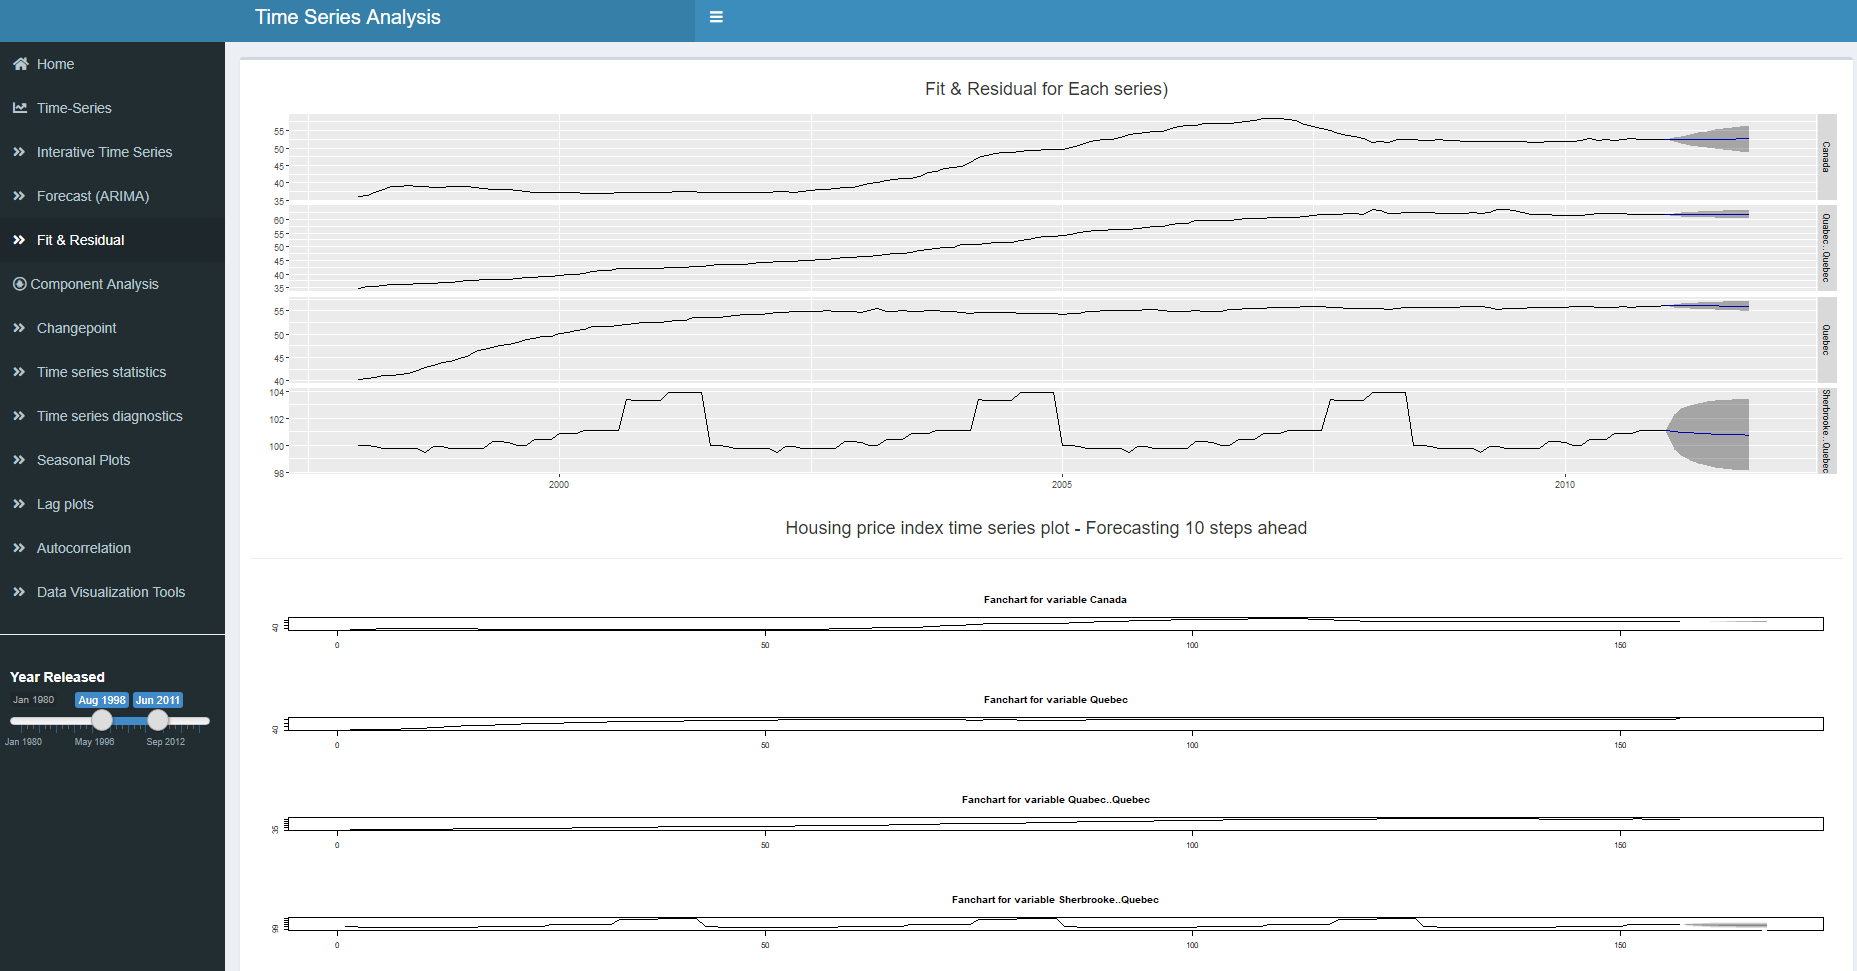 Time Series Analysis
Home
Time-Series
Interative Time Series
Forecast (ARIMA)
Fit & Residual
Component Analysis
Changepoint
Time series statistics
Time series diagnostics
Seasonal Plots
Lag plots
Autocorrelation
Data Visualization Tools
Year Released
Jan 1980 Aug 1998 Jun 2011
Jan 1980 May 1996 Sep 2012
Fit & Residual for Each series)
55
50
45
40
35
Canada
60
55
50
45
40
35
Quabec..Quebec
55
50
45
40
Quebec
104
102
100
98
Sherbrooke..Quebec
2000 2005 2010
Housing price index time series plot - Forecasting 10 steps ahead
Fanchart for variable Canada
40
0 50 100 150
Fanchart for variable Quebec
40
0 50 100 150
Fanchart for variable Quabec..Quebec
35
0 50 100 150
Fanchart for variable Sherbrooke..Quebec
99
0 50 100 150